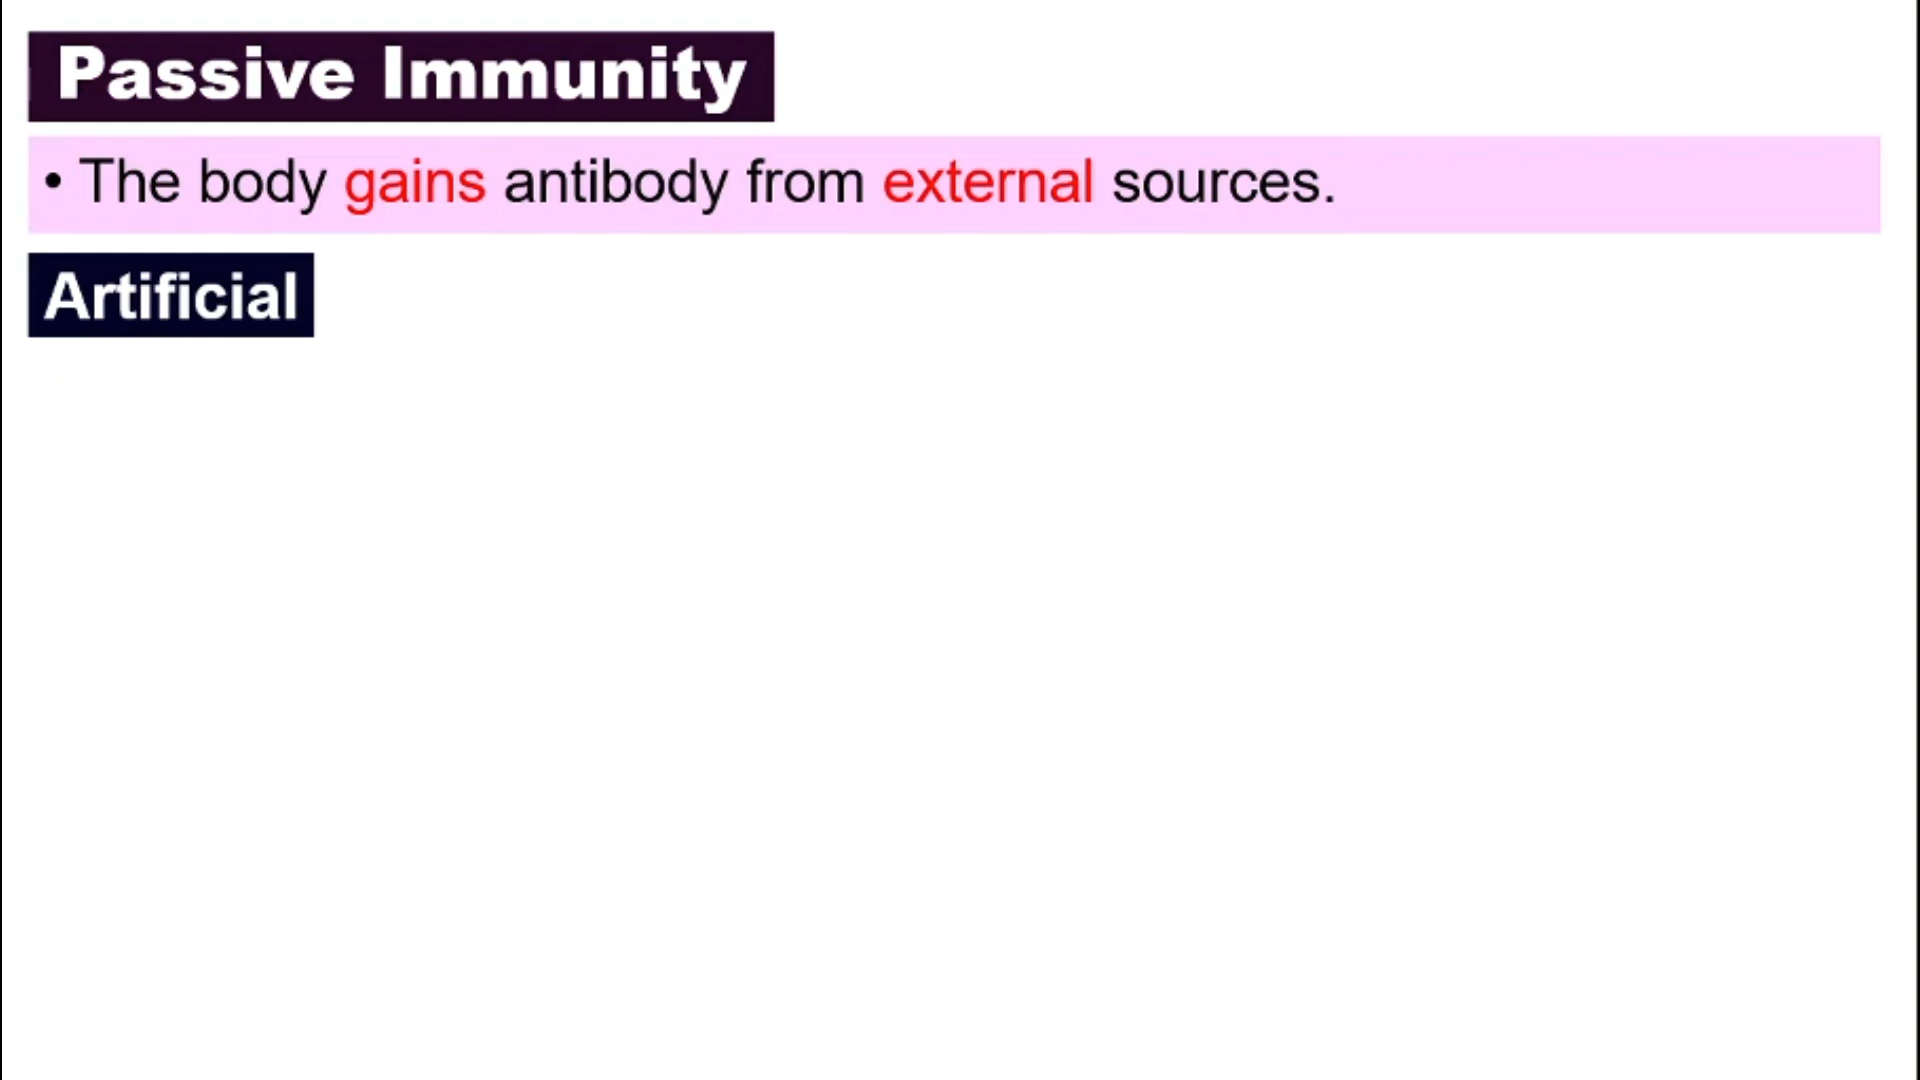 Passive Immunity
• The body gains antibody from external sources.
Artificial